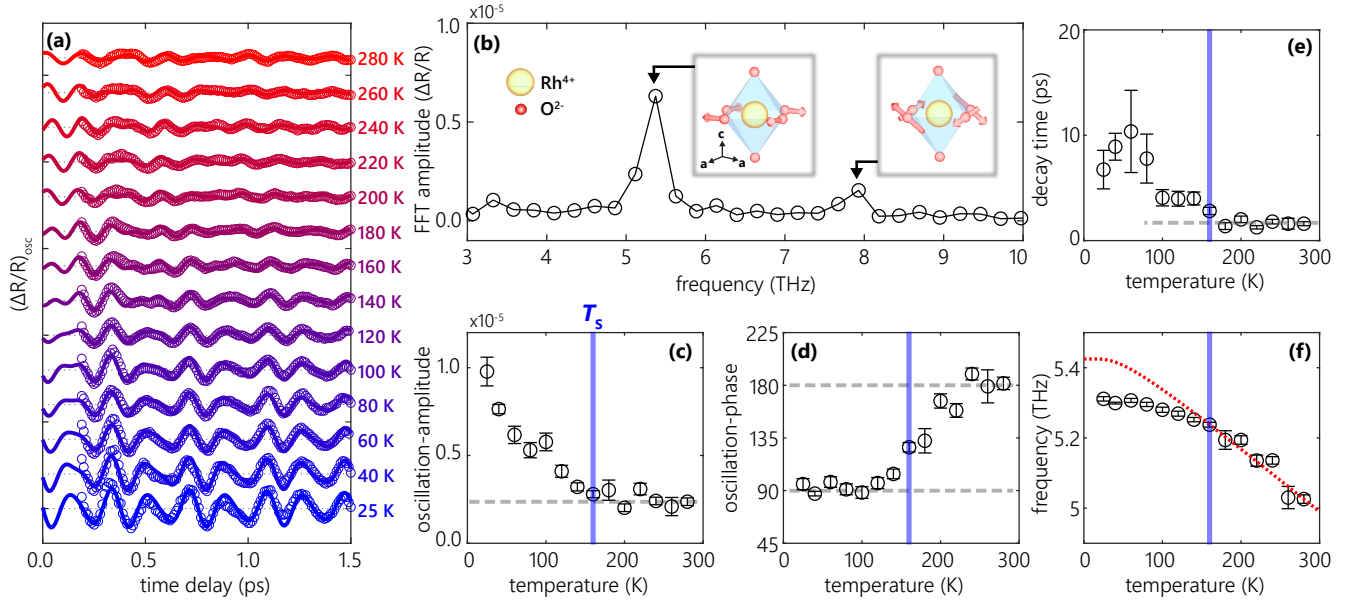 (a)
280 K
260 K
240 K
220 K
200 K
180 K
160 K
140 K
120 K
100 K
80 K
60 K
40 K
25 K
(ΔR/R)osc
0.0 0.5 1.0 1.5
time delay (ps)
1.0 x10-5
(b)
Rh4+
O2-
c
a a
0.5
0.0
FFT amplitude (ΔR/R)
3 4 5 6 7 8 9 10
frequency (THz)
(e)
20
10
0
decay time (ps)
0 100 200 300
temperature (K)
x10-5
Ts
(c)
1.0
0.5
0.0
oscillation-amplitude
0 100 200 300
temperature (K)
(d)
225
180
135
90
45
oscillation-phase
0 100 200 300
temperature (K)
(f)
5.4
5.2
5
frequency (THz)
0 100 200 300
temperature (K)